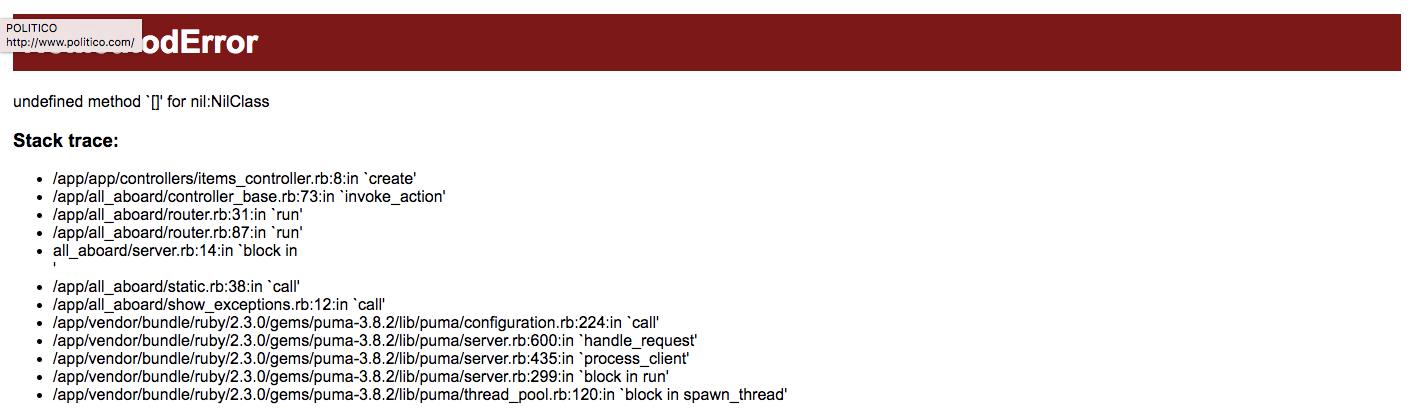 POLITICO
http://www.politico.com/
odError
undefined method `[]' for nil:NilClass
Stack trace:
/app/app/controllers/items_controller.rb:8:in `create'
/app/all_aboard/controller_base.rb:73:in `invoke_action'
/app/all_aboard/router.rb:31:in `run'
/app/all_aboard/router.rb:87:in `run'
all_aboard/server.rb:14:in `block in
'
/app/all_aboard/static.rb:38:in `call'
/app/all_aboard/show_exceptions.rb:12:in `call'
/app/vendor/bundle/ruby/2.3.0/gems/puma-3.8.2/lib/puma/configuration.rb:224:in `call'
/app/vendor/bundle/ruby/2.3.0/gems/puma-3.8.2/lib/puma/server.rb:600:in `handle_request'
/app/vendor/bundle/ruby/2.3.0/gems/puma-3.8.2/lib/puma/server.rb:435:in `process_client'
/app/vendor/bundle/ruby/2.3.0/gems/puma-3.8.2/lib/puma/server.rb:299:in `block in run'
/app/vendor/bundle/ruby/2.3.0/gems/puma-3.8.2/lib/puma/thread_pool.rb:120:in `block in spawn_thread'